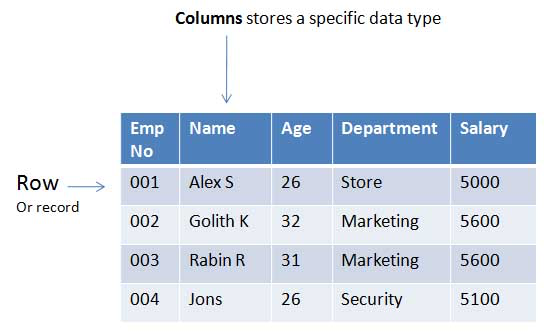 Columns stores a specific data type
Emp No Name Age Department Salary
Row
Or record
001 Alex S 26 Store 5000
002 Golith K 32 Marketing 5600
003 Rabin R 31 Marketing 5600
004 Jons 26 Security 5100